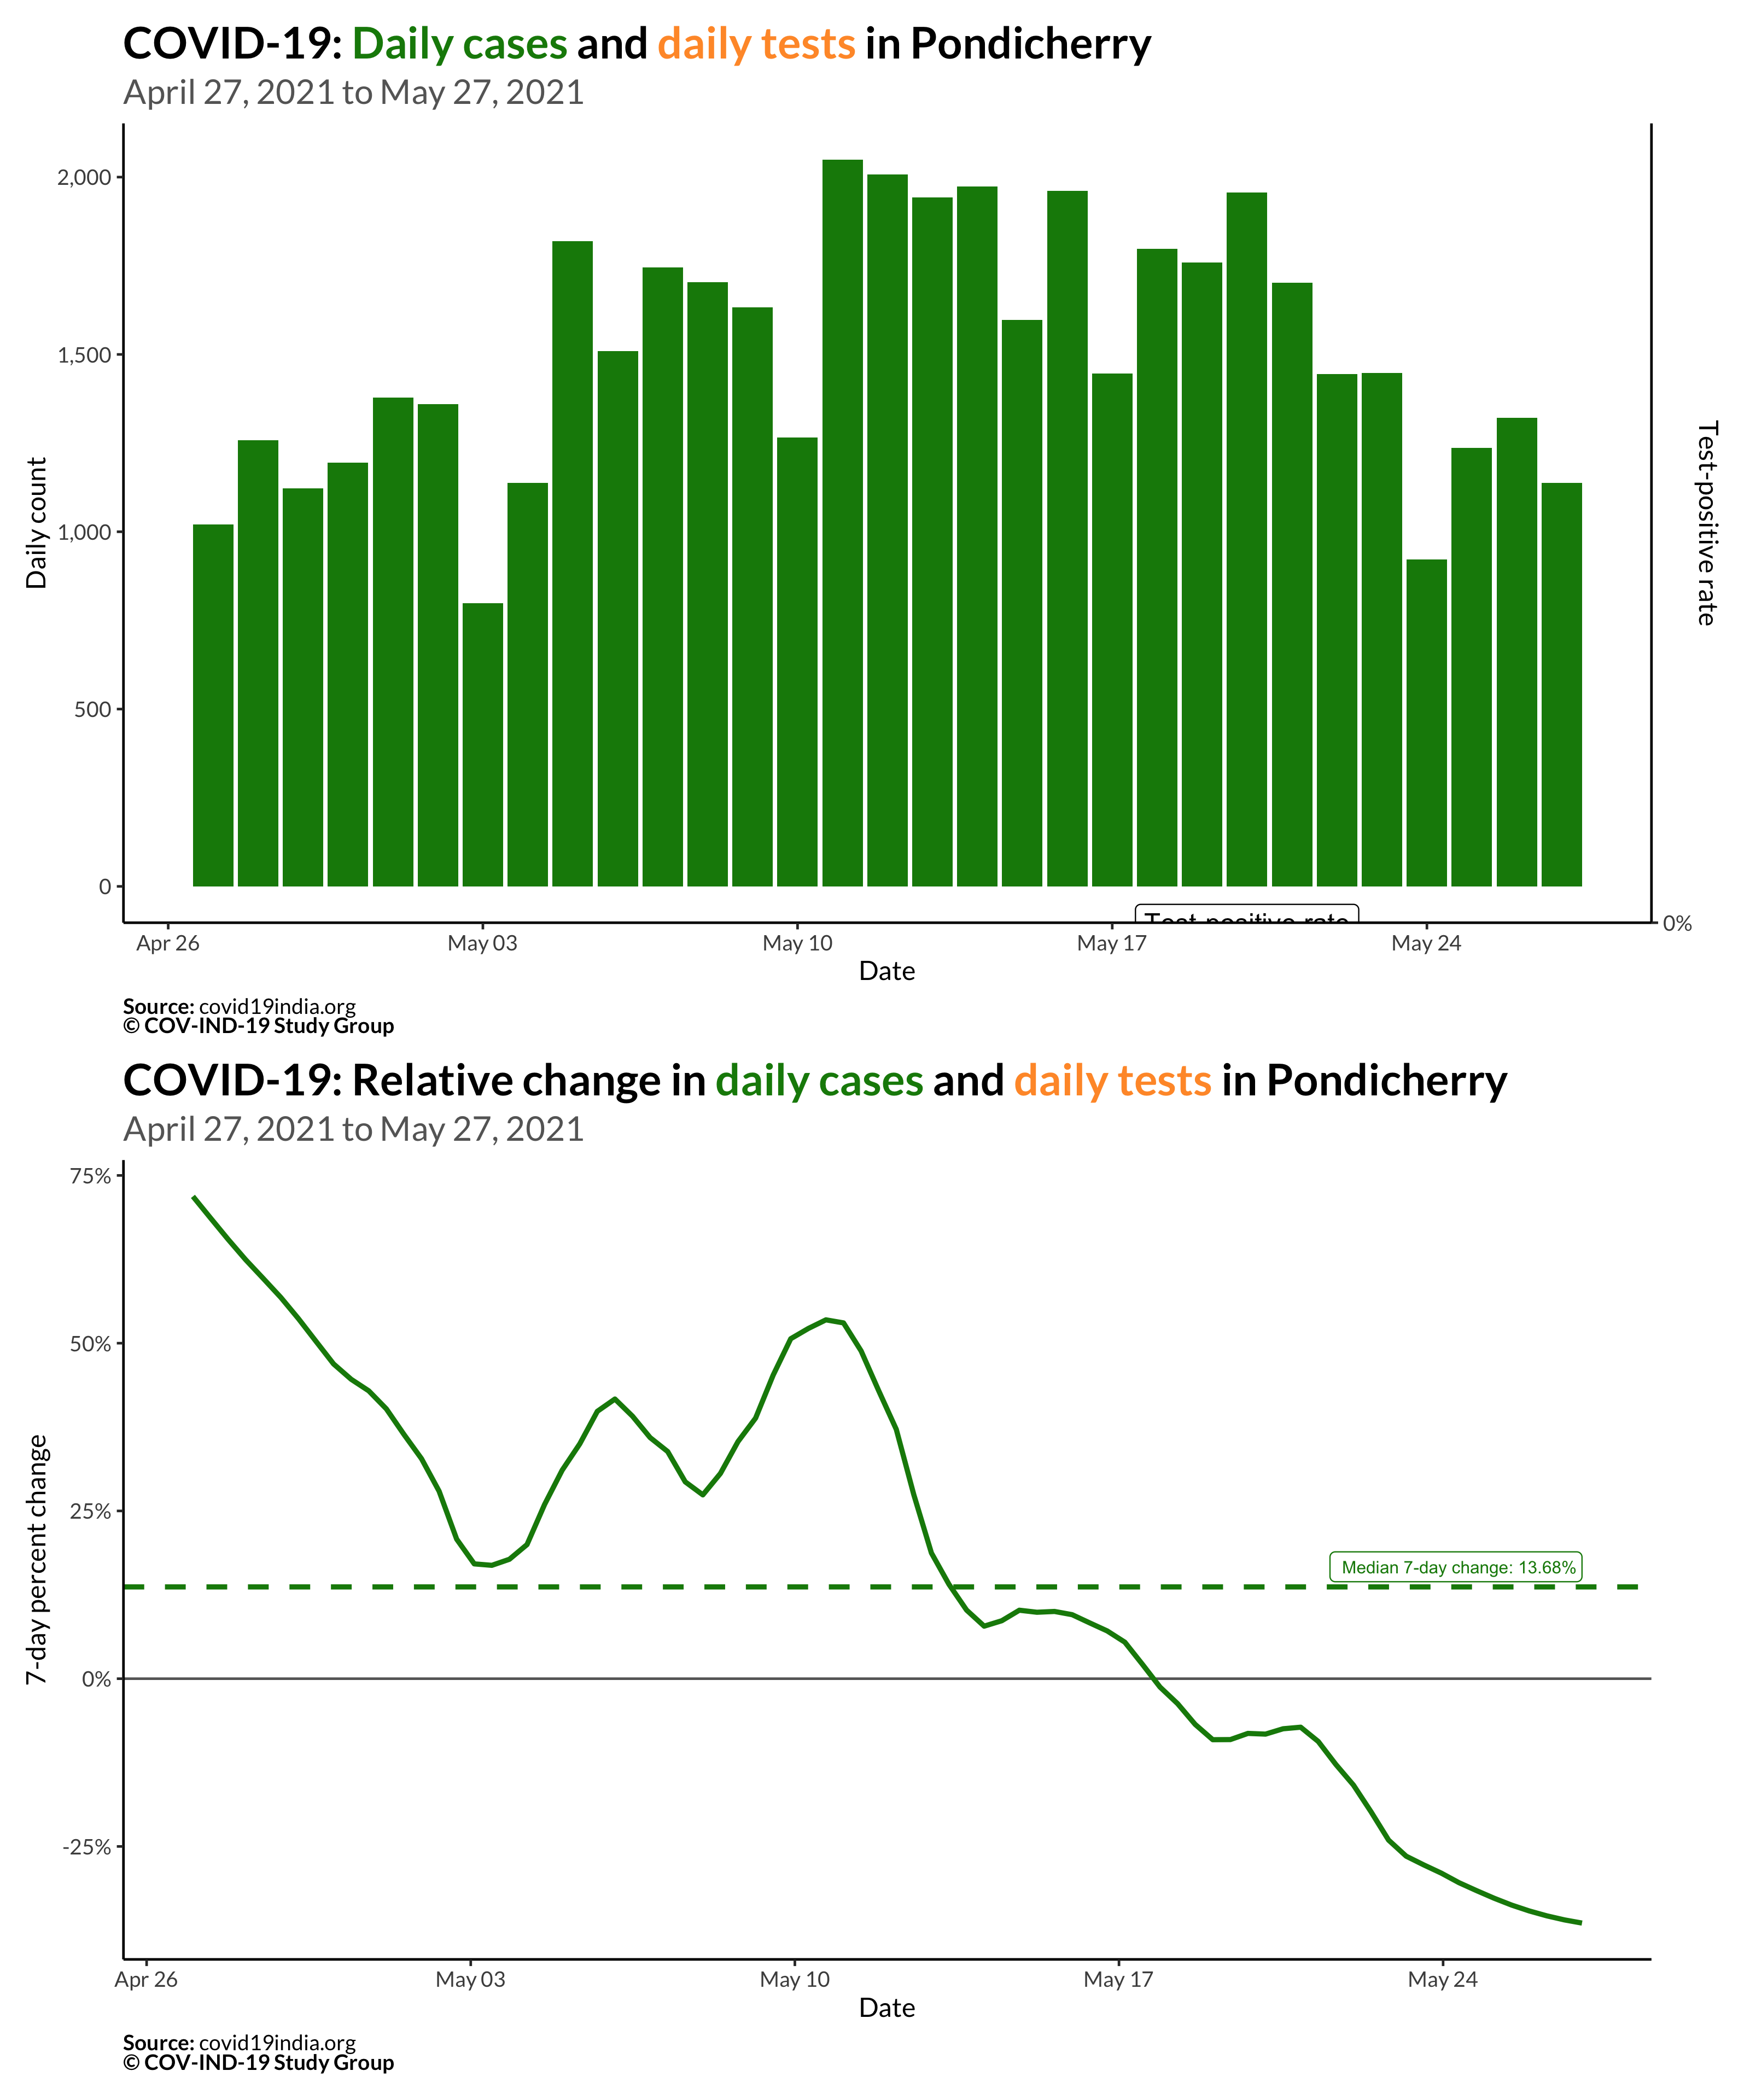 COVID-19: Daily cases and daily tests in Pondicherry
April 27, 2021 to May 27, 2021
Daily count
2,000
1,500
1,000
500
0
Test-positive rate
Test-positive rate
0%
Apr 26
May 03
May 10
May 17
May 24
Date
Source: covid19india.org
© COV-IND-19 Study Group
COVID-19: Relative change in daily cases and daily tests in Pondicherry
April 27, 2021 to May 27, 2021
7-day percent change
75%
50%
25%
0%
-25%
Median 7-day change: 13.68%
Apr 26
May 03
May 10
May 17
May 24
Date
Source: covid19india.org
© COV-IND-19 Study Group